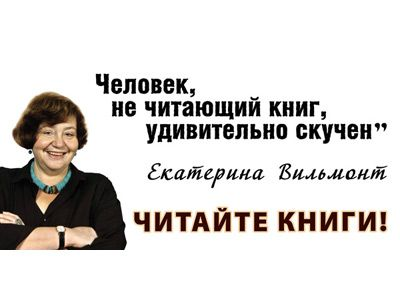 Человек,
не читающий книг,
удивительно скучен”
Екатерина Вильмонт
ЧИТАЙТЕ КНИГИ!